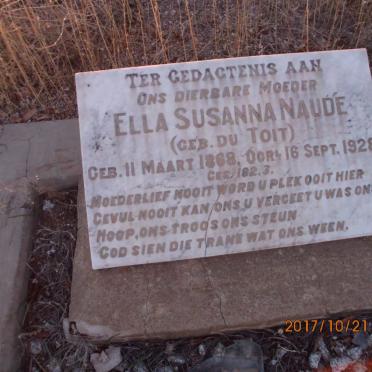 TER GEDACTENIS AAN
ONS DIERBARE MOEDER
ELLA SUSANNA NAUDÉ
(GEB. DU TOIT)
GEB. 11 MAART 1868, OORL 16 SEPT. 1928
GES. 182. 3.
MOEDERLIEF NOOIT WORD U PLEK OOIT HIER
GEVUL NOOIT KAN ONS U VERGEET U WAS ONS
HOOP, ONS TROOS ONS STEUN
GOD SIEN DIE TRANE WAT ONS WEEN.
2017/10/21